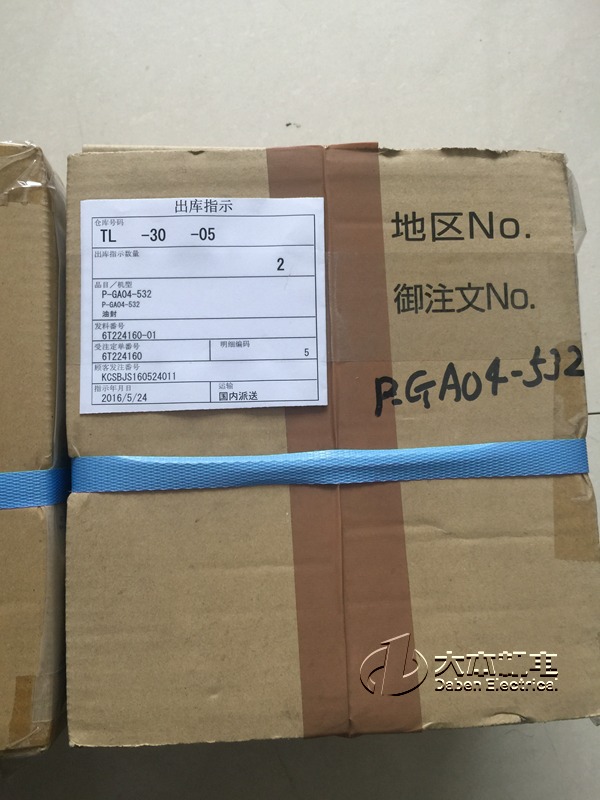 出库指示
仓库号码
TL -30 -05
出库指示数量
2
品目／机型
P-GA04-532
P-GA04-532
油封
发料番号
6T224160-01
受注定单番号 明细编码
6T224160 5
顾客发注番号
KCSBJS160524011
指示年月日 运输
2016/5/24 国内派送
地区No.
御注文No.
P-GA04-532
大本机电
Daben Electrical